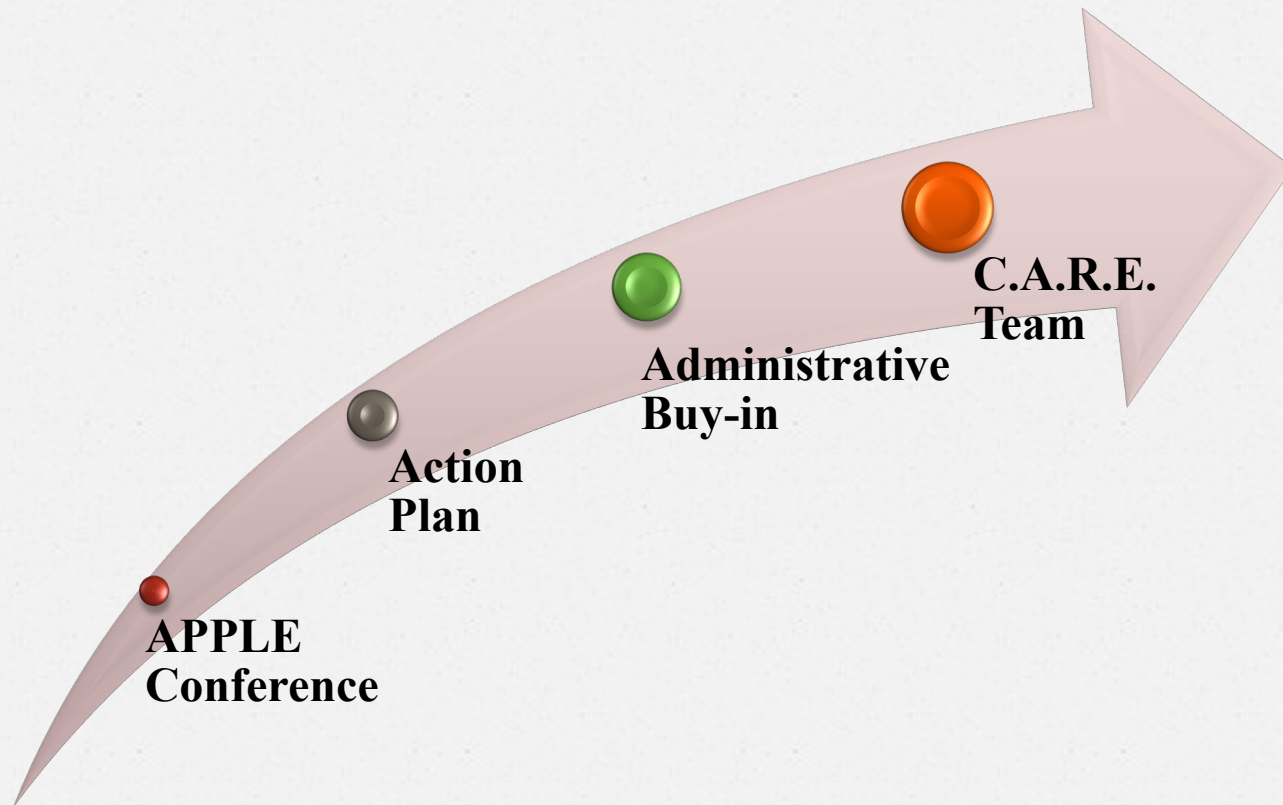 APPLE
Conference
Action
Plan
Administrative
Buy-in
C.A.R.E.
Team